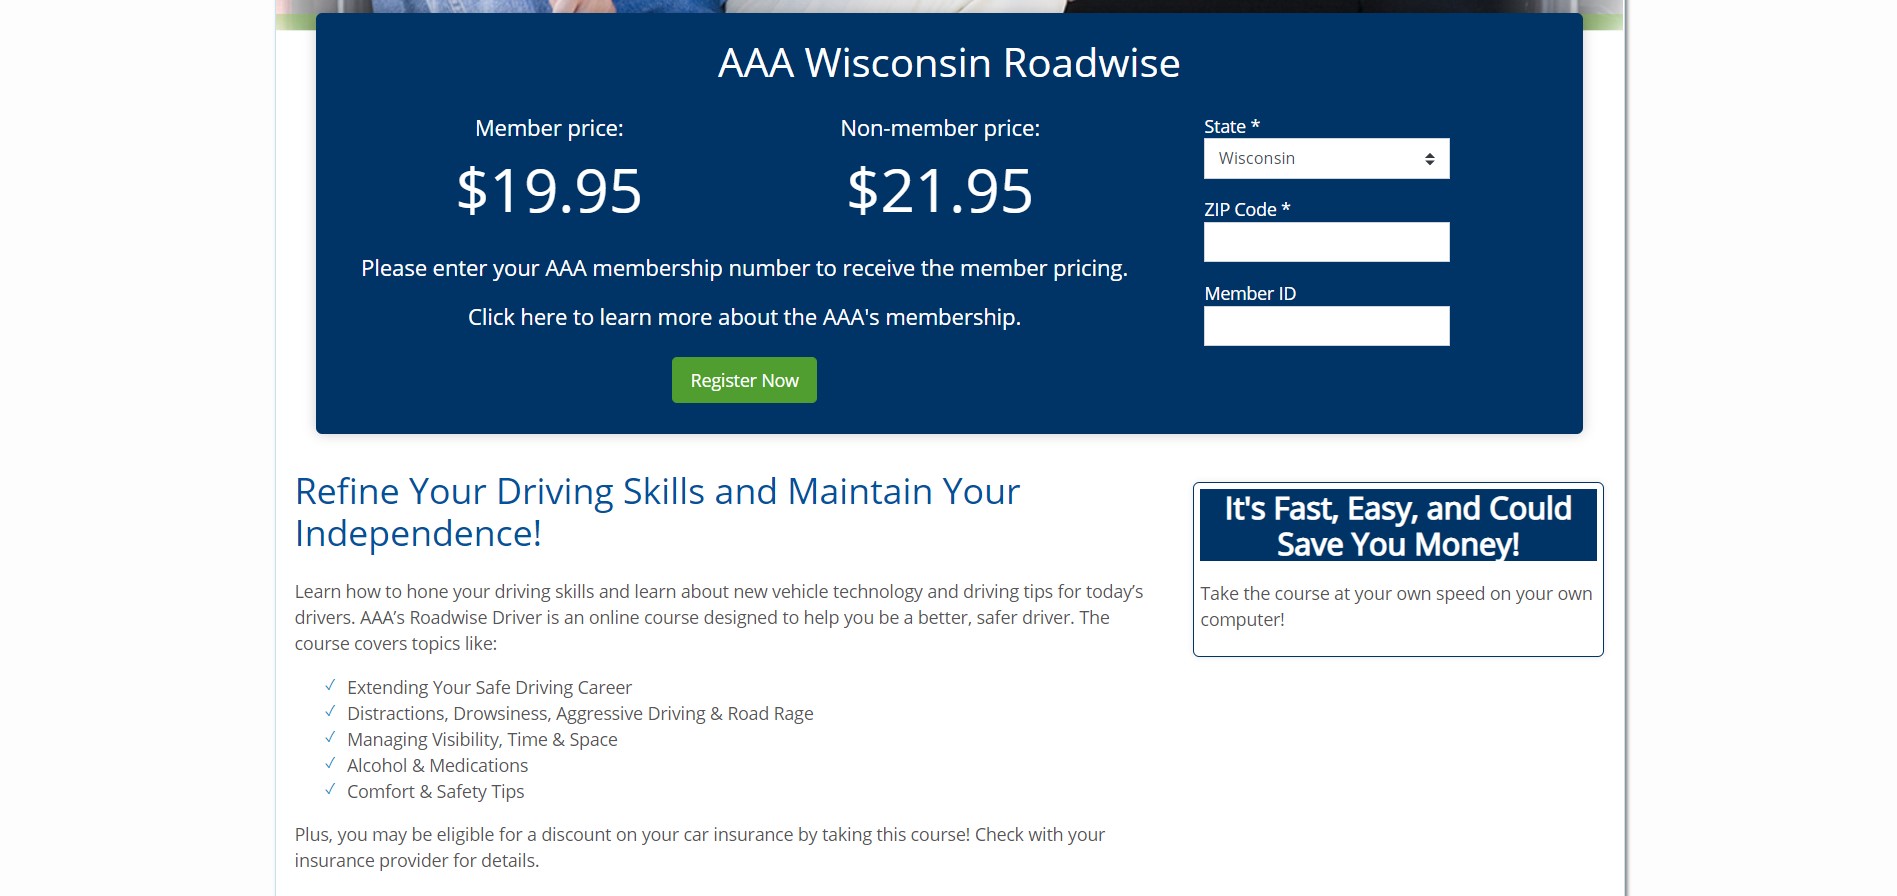 AAA Wisconsin Roadwise
Member price:
$19.95
Non-member price:
$21.95
Please enter your AAA membership number to receive the member pricing.
Click here to learn more about the AAA's membership.
Register Now
State *
Wisconsin
ZIP Code *
Member ID
Refine Your Driving Skills and Maintain Your
Independence!
Learn how to hone your driving skills and learn about new vehicle technology and driving tips for today’s
drivers. AAA’s Roadwise Driver is an online course designed to help you be a better, safer driver. The
course covers topics like:
✓ Extending Your Safe Driving Career
✓ Distractions, Drowsiness, Aggressive Driving & Road Rage
✓ Managing Visibility, Time & Space
✓ Alcohol & Medications
✓ Comfort & Safety Tips
Plus, you may be eligible for a discount on your car insurance by taking this course! Check with your
insurance provider for details.
It's Fast, Easy, and Could
Save You Money!
Take the course at your own speed on your own
computer!